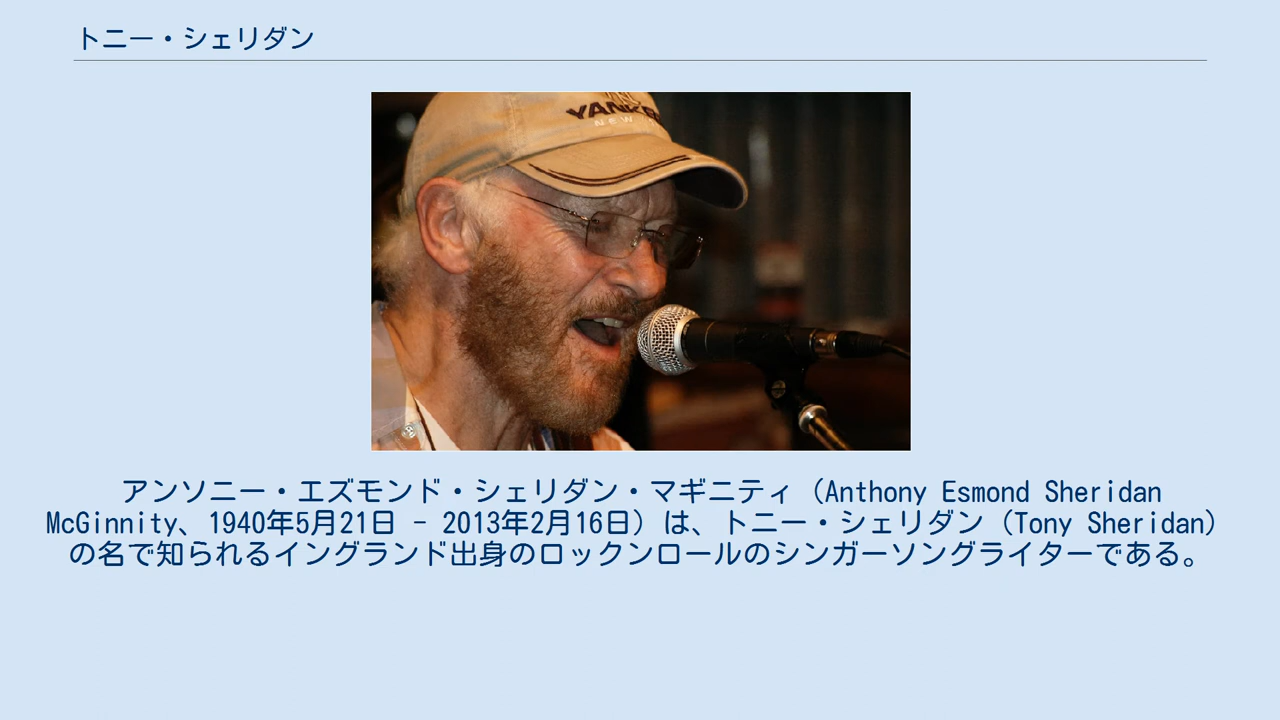 トニー・シェリダン
YANKE
NEW
アンソニー・エズモンド・シェリダン・マギニティ（Anthony Esmond Sheridan
McGinnity、1940年5月21日 - 2013年2月16日）は、トニー・シェリダン（Tony Sheridan）
の名で知られるイングランド出身のロックンロールのシンガーソングライターである。